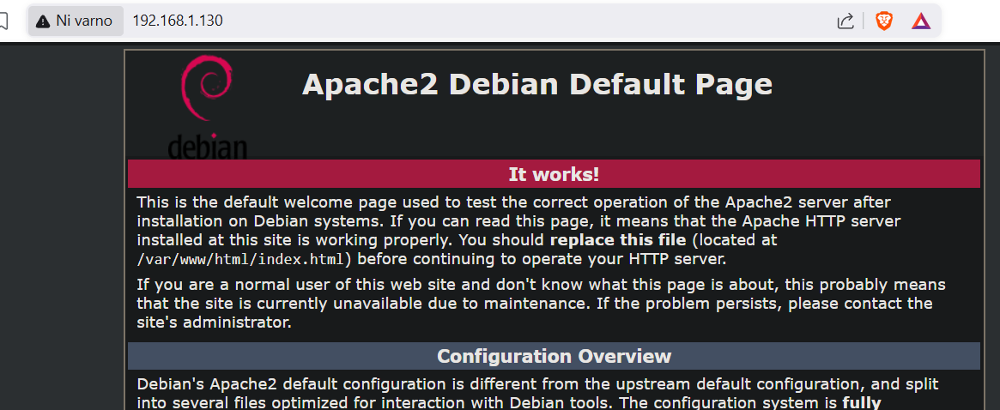 Ni varno 192.168.1.130
Apache2 Debian Default Page
debian
It works!
This is the default welcome page used to test the correct operation of the Apache2 server after
installation on Debian systems. If you can read this page, it means that the Apache HTTP server
installed at this site is working properly. You should replace this file (located at
/var/www/html/index.html) before continuing to operate your HTTP server.
If you are a normal user of this web site and don't know what this page is about, this probably means
that the site is currently unavailable due to maintenance. If the problem persists, please contact the
site's administrator.
Configuration Overview
Debian's Apache2 default configuration is different from the upstream default configuration, and split
into several files optimized for interaction with Debian tools. The configuration system is fully